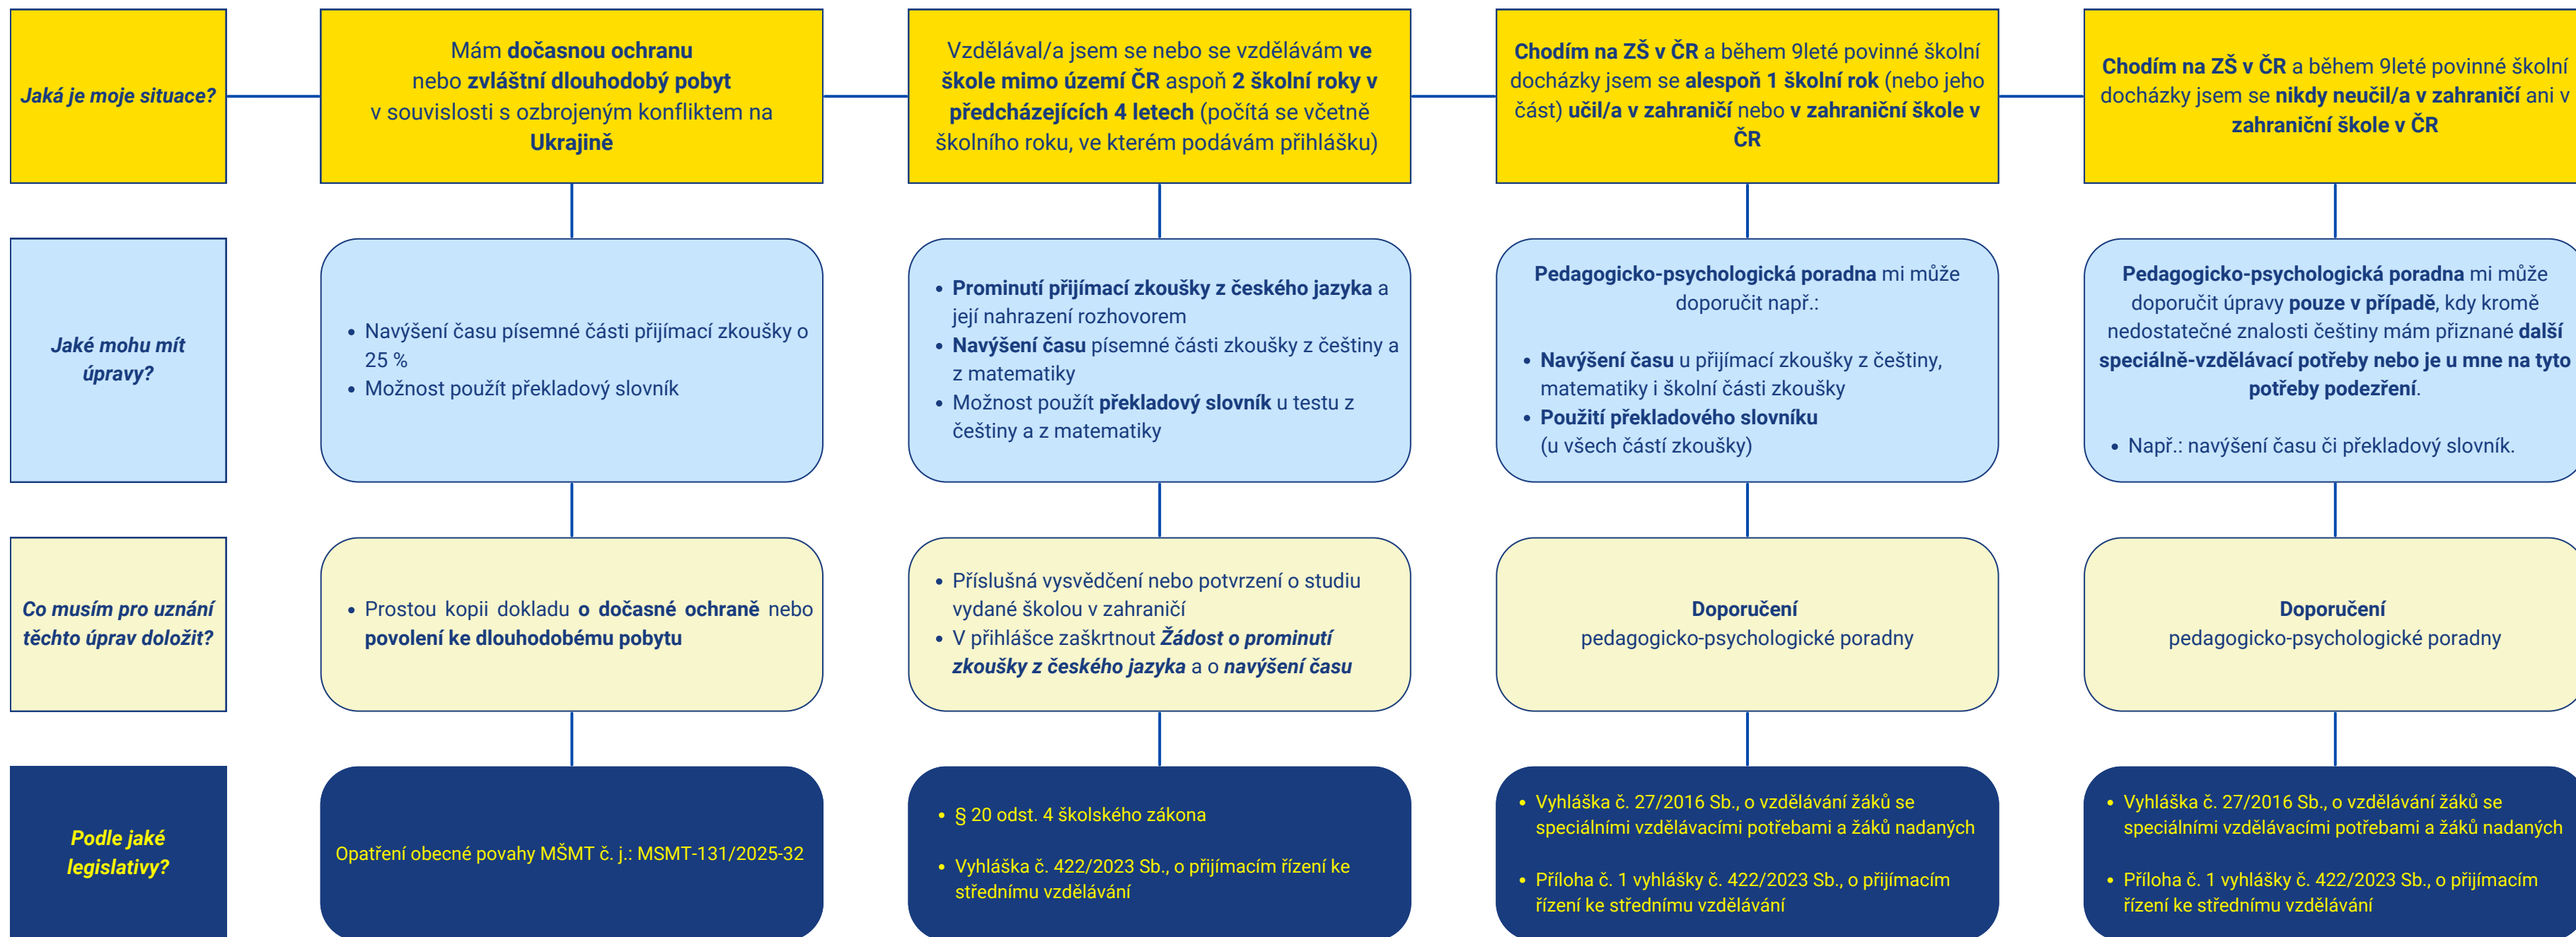 Jaká je moje situace?
Mám dočasnou ochranu
nebo zvláštní dlouhodobý pobyt
v souvislosti s ozbrojeným konfliktem na
Ukrajině
Vzdělával/a jsem se nebo se vzdělávám ve
škole mimo území ČR aspoň 2 školní roky v
předcházejících 4 letech (počítá se včetně
školního roku, ve kterém podávám přihlášku)
Chodím na ZŠ v ČR a během 9leté povinné školní
docházky jsem se alespoň 1 školní rok (nebo jeho
část) učil/a v zahraničí nebo v zahraniční škole v
ČR
Chodím na ZŠ v ČR a během 9leté povinné školní
docházky jsem se nikdy neučil/a v zahraničí ani v
zahraniční škole v ČR
Jaké mohu mít
úpravy?
• Navýšení času písemné části přijímací zkoušky o
25 %
• Možnost použít překladový slovník
• Prominutí přijímací zkoušky z českého jazyka a
její nahrazení rozhovorem
• Navýšení času písemné části zkoušky z češtiny a
z matematiky
• Možnost použít překladový slovník u testu z
češtiny a z matematiky
Pedagogicko-psychologická poradna mi může
doporučit např.:
• Navýšení času u přijímací zkoušky z češtiny,
matematiky i školní části zkoušky
• Použití překladového slovníku
(u všech částí zkoušky)
Pedagogicko-psychologická poradna mi může
doporučit úpravy pouze v případě, kdy kromě
nedostatečné znalosti češtiny mám přiznané další
speciálně-vzdělávací potřeby nebo je u mne na tyto
potřeby podezření.
• Např.: navýšení času či překladový slovník.
Co musím pro uznání
těchto úprav doložit?
• Prostou kopii dokladu o dočasné ochraně nebo
povolení ke dlouhodobému pobytu
• Příslušná vysvědčení nebo potvrzení o studiu
vydané školou v zahraničí
• V přihlášce zaškrtnout Žádost o prominutí
zkoušky z českého jazyka a o navýšení času
Doporučení
pedagogicko-psychologické poradny
Doporučení
pedagogicko-psychologické poradny
Podle jaké
legislativy?
Opatření obecné povahy MŠMT č. j.: MSMT-131/2025-32
• § 20 odst. 4 školského zákona
• Vyhláška č. 422/2023 Sb., o přijímacím řízení ke
střednímu vzdělávání
• Vyhláška č. 27/2016 Sb., o vzdělávání žáků se
speciálními vzdělávacími potřebami a žáků nadaných
• Příloha č. 1 vyhlášky č. 422/2023 Sb., o přijímacím
řízení ke střednímu vzdělávání
• Vyhláška č. 27/2016 Sb., o vzdělávání žáků se
speciálními vzdělávacími potřebami a žáků nadaných
• Příloha č. 1 vyhlášky č. 422/2023 Sb., o přijímacím
řízení ke střednímu vzdělávání